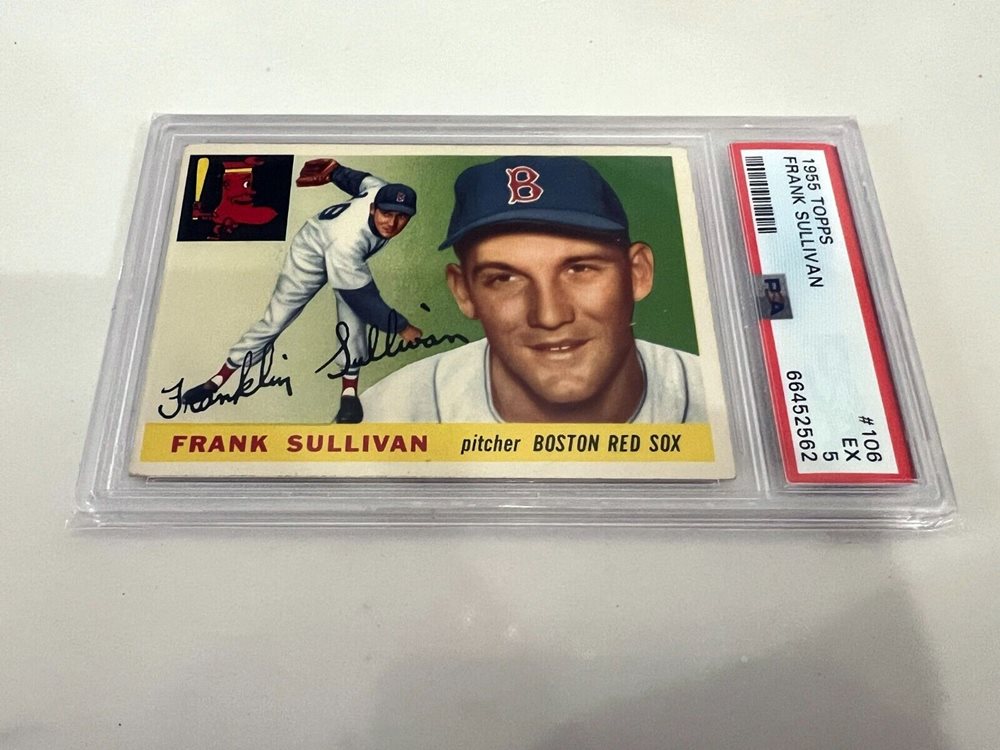 B
Franklin Sullivan
FRANK SULLIVAN pitcher BOSTON RED SOX
1955 TOPPS #106
FRANK SULLIVAN EX
5
66452562